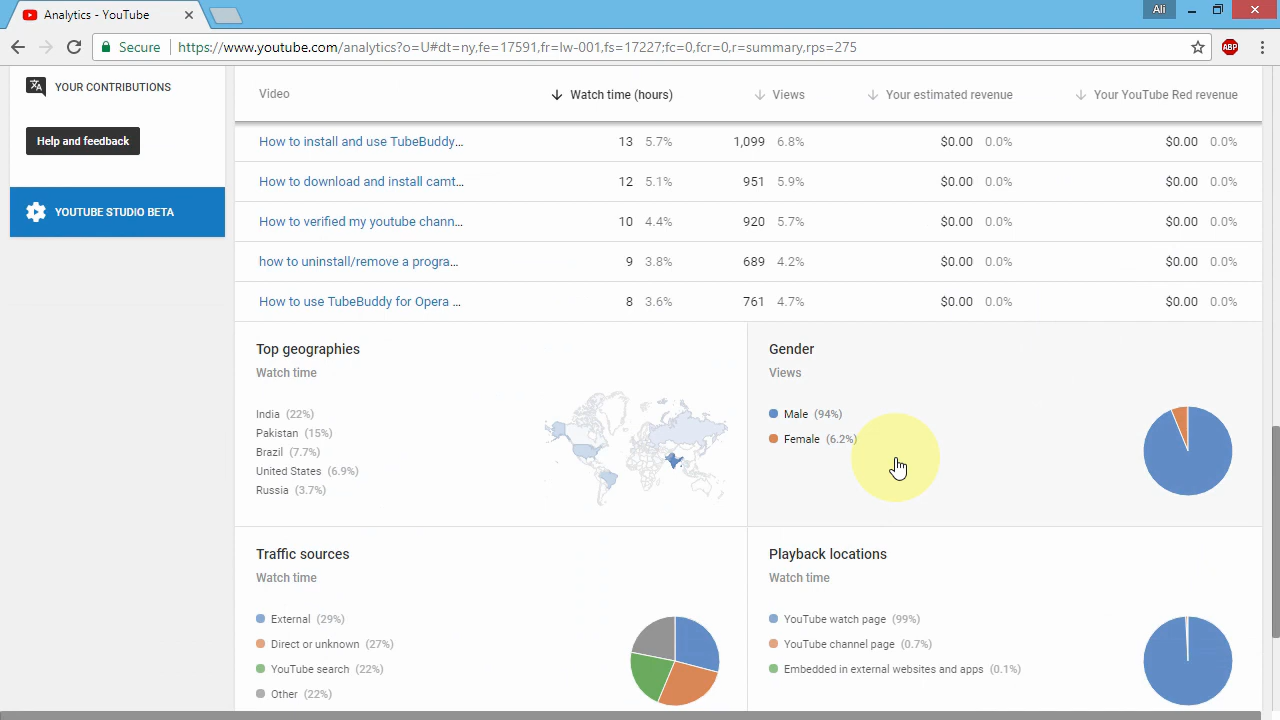 Analytics - YouTube
Ali
Secure https://www.youtube.com/analytics?o=U#dt=ny,fe=17591,fr=lw-001,fs=17227;fc=0,fcr=0,r=summary,rps=275
ABP
YOUR CONTRIBUTIONS
Help and feedback
YOUTUBE STUDIO BETA
Video Watch time (hours) Views Your estimated revenue Your YouTube Red revenue
How to install and use TubeBuddy... 13 5.7% 1,099 6.8% $0.00 0.0% $0.00 0.0%
How to download and install camt... 12 5.1% 951 5.9% $0.00 0.0% $0.00 0.0%
How to verified my youtube chann... 10 4.4% 920 5.7% $0.00 0.0% $0.00 0.0%
how to uninstall/remove a progra... 9 3.8% 689 4.2% $0.00 0.0% $0.00 0.0%
How to use TubeBuddy for Opera ... 8 3.6% 761 4.7% $0.00 0.0% $0.00 0.0%
Top geographies
Watch time
India (22%)
Pakistan (15%)
Brazil (7.7%)
United States (6.9%)
Russia (3.7%)
Gender
Views
Male (94%)
Female (6.2%)
Traffic sources
Watch time
External (29%)
Direct or unknown (27%)
YouTube search (22%)
Other (22%)
Playback locations
Watch time
YouTube watch page (99%)
YouTube channel page (0.7%)
Embedded in external websites and apps (0.1%)